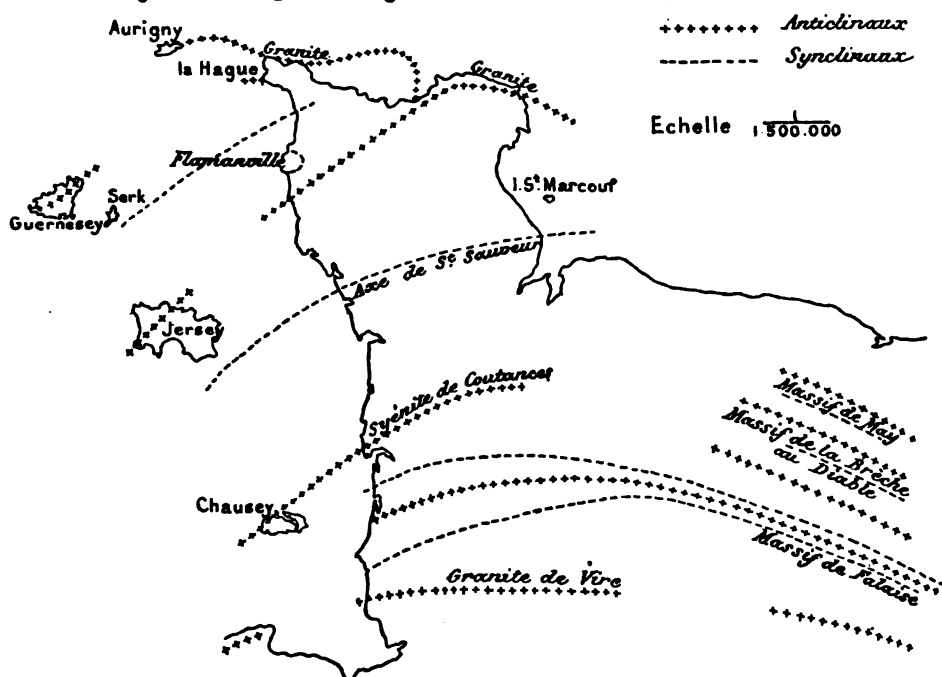 Aurigny
Anticlinaux
Synclinaux
Granite
la Hague
Granite
Echelle 1/1.500.000
Flamanville
I. St. Marcouf
Serk
Guernesey
Axe de St. Sauveur
Jersey
Syénite de Coutances
Massif de May
Massif de la Brèche
au Diable
Chausey
Massif de Falaise
Granite de Vire